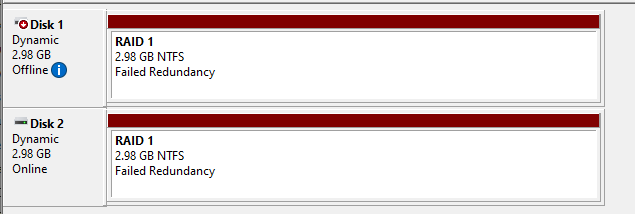 Disk 1
Dynamic
2.98 GB
Offline
RAID 1
2.98 GB NTFS
Failed Redundancy
Disk 2
Dynamic
2.98 GB
Online
RAID 1
2.98 GB NTFS
Failed Redundancy